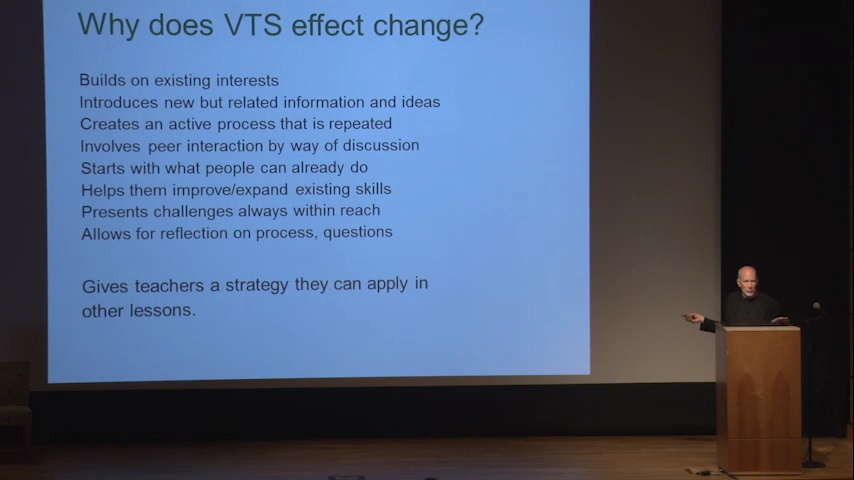 Why does VTS effect change?
Builds on existing interests
Introduces new but related information and ideas
Creates an active process that is repeated
Involves peer interaction by way of discussion
Starts with what people can already do
Helps them improve/expand existing skills
Presents challenges always within reach
Allows for reflection on process, questions
Gives teachers a strategy they can apply in
other lessons.